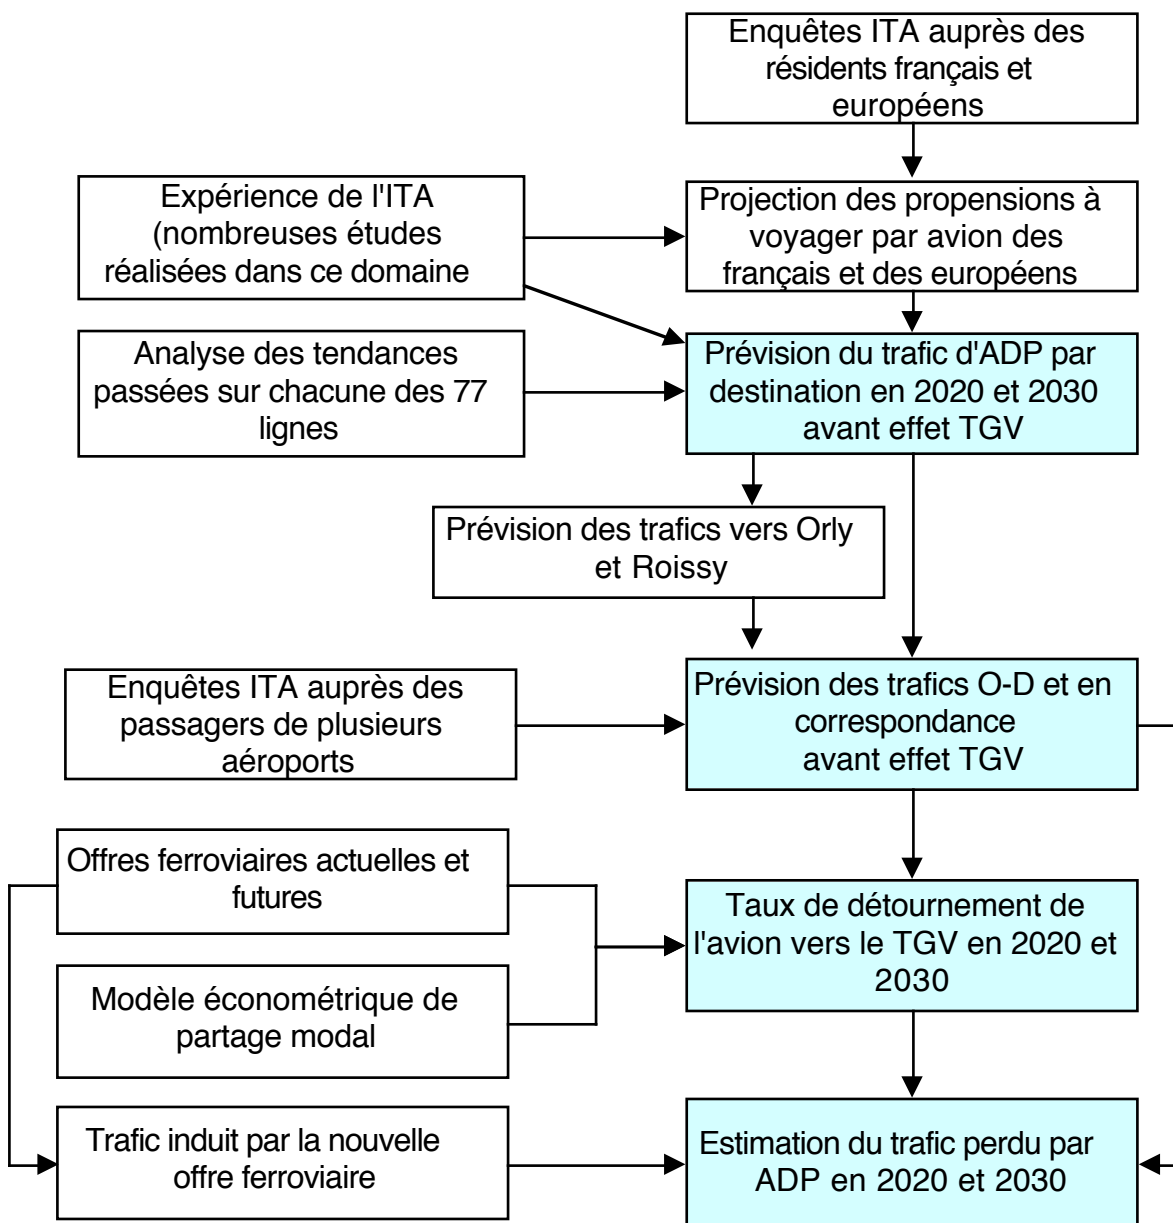 Enquêtes ITA auprès des
résidents français et
européens
Expérience de l'ITA
(nombreuses études
réalisées dans ce domaine
Projection des propensions à
voyager par avion des
français et des européens
Analyse des tendances
passées sur chacune des 77
lignes
Prévision du trafic d'ADP par
destination en 2020 et 2030
avant effet TGV
Prévision des trafics vers Orly
et Roissy
Enquêtes ITA auprès des
passagers de plusieurs
aéroports
Prévision des trafics O-D et en
correspondance
avant effet TGV
Offres ferroviaires actuelles et
futures
Taux de détournement de
l'avion vers le TGV en 2020 et
2030
Modèle économétrique de
partage modal
Trafic induit par la nouvelle
offre ferroviaire
Estimation du trafic perdu par
ADP en 2020 et 2030